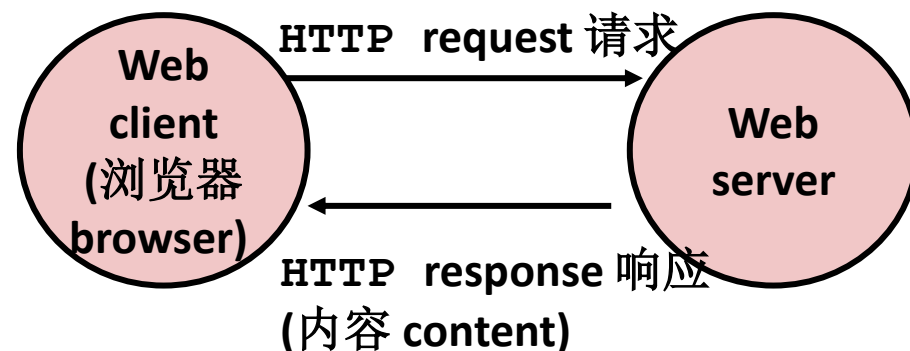 HTTP request 请求
Web
client
(浏览器
browser)
Web
server
HTTP response 响应
(内容 content)